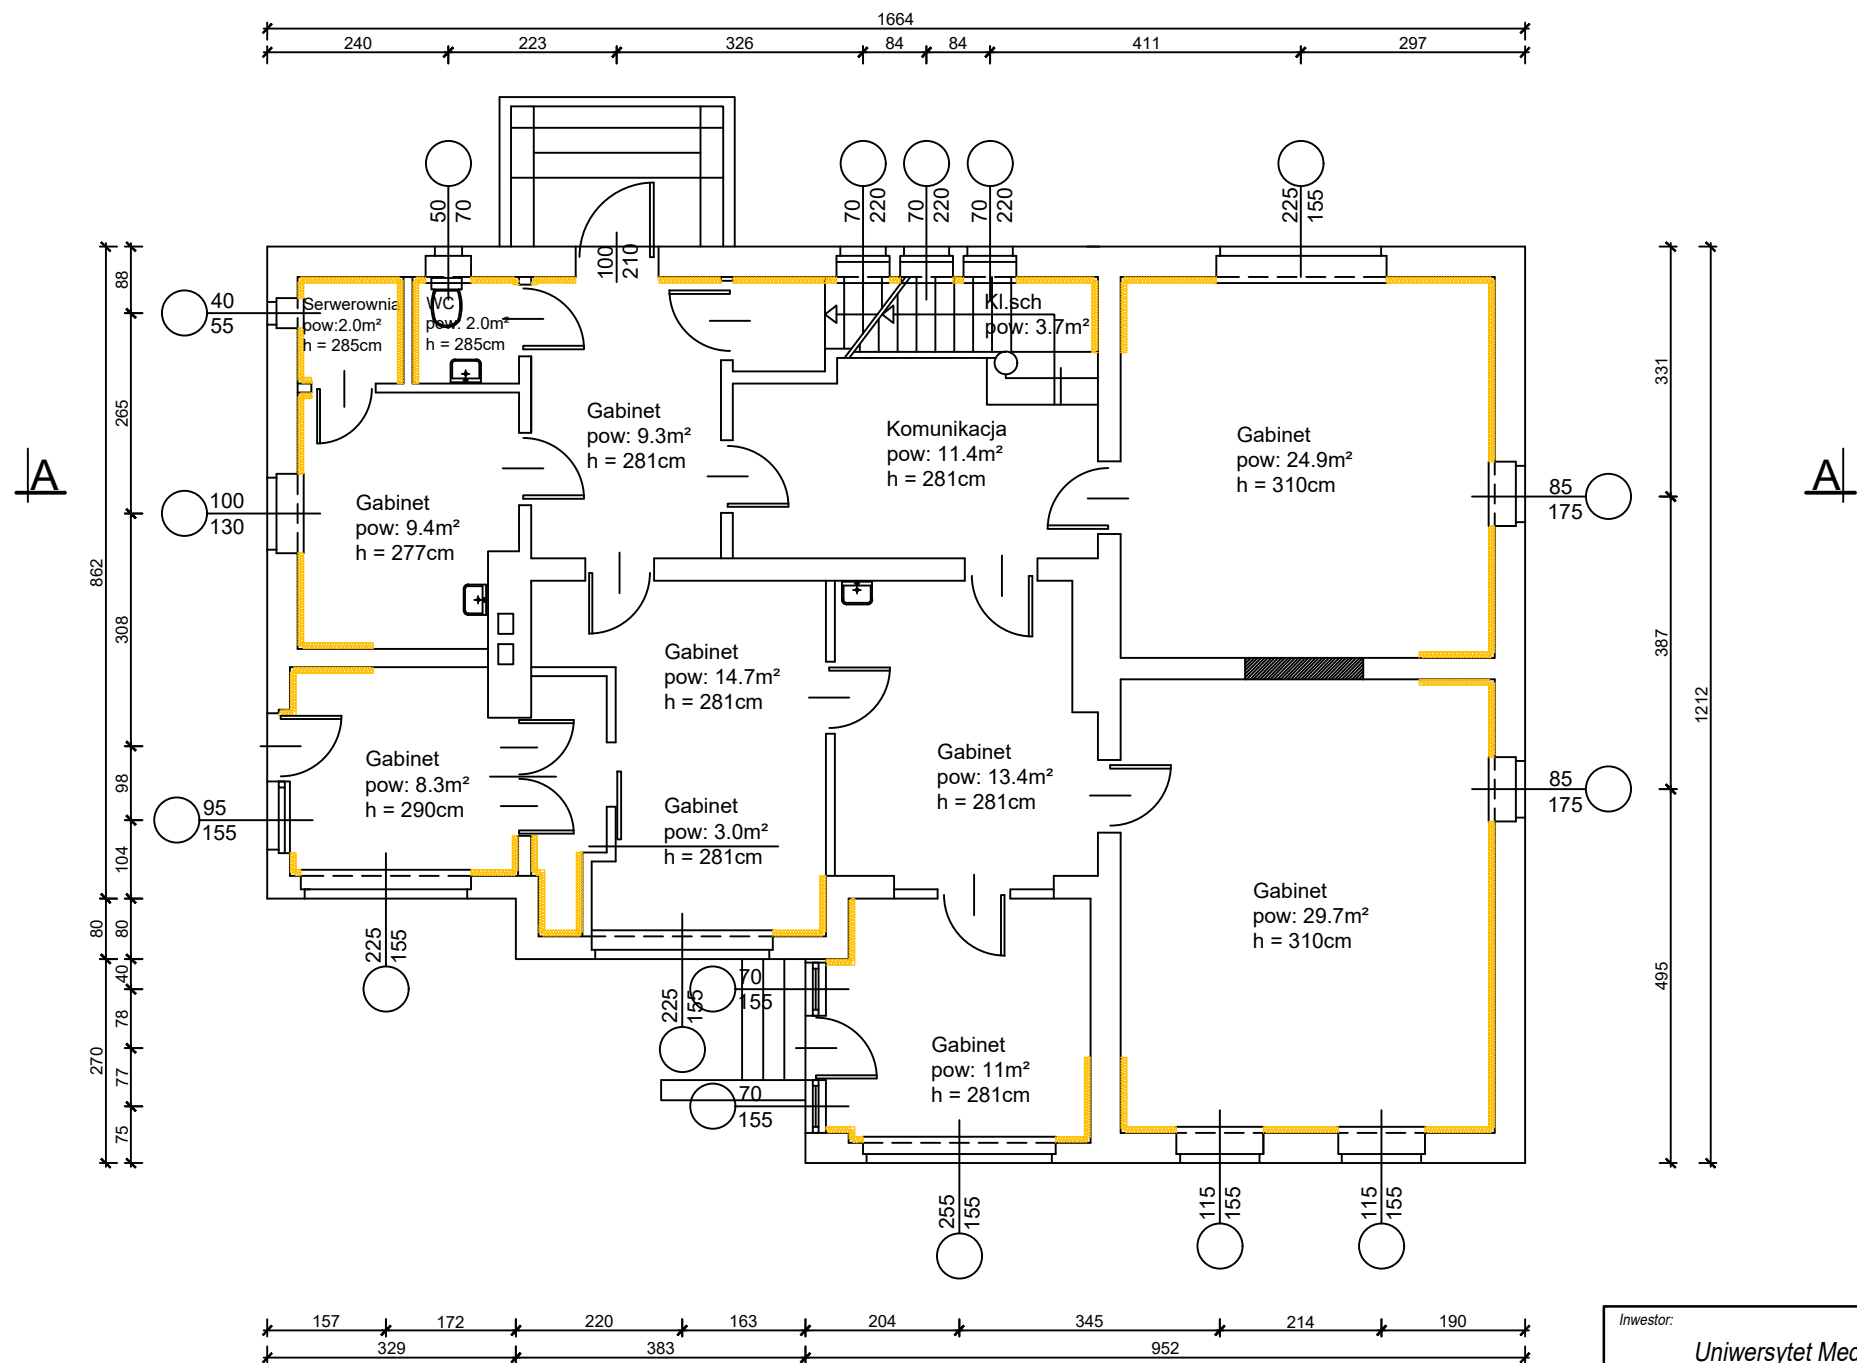 1664
240
223
326
84
84
411
297
50
70
70
220
70
220
70
220
225
155
100
210
88
265
308
98
104
80
40
78
77
75
862
80
270
40
55
100
130
95
155
A
A
Serwerownia
pow:2.0m²
h = 285cm
WC
pow: 2.0m²
h = 285cm
Kl.sch
pow: 3.7m²
Gabinet
pow: 9.3m²
h = 281cm
Komunikacja
pow: 11.4m²
h = 281cm
Gabinet
pow: 24.9m²
h = 310cm
Gabinet
pow: 9.4m²
h = 277cm
85
175
331
387
495
1212
Gabinet
pow: 14.7m²
h = 281cm
Gabinet
pow: 8.3m²
h = 290cm
Gabinet
pow: 3.0m²
h = 281cm
Gabinet
pow: 13.4m²
h = 281cm
85
175
Gabinet
pow: 29.7m²
h = 310cm
225
155
225
155
70
155
70
155
Gabinet
pow: 11m²
h = 281cm
255
155
115
155
115
155
157
172
220
163
204
345
214
190
329
383
952
Inwestor:
Uniwersytet Med